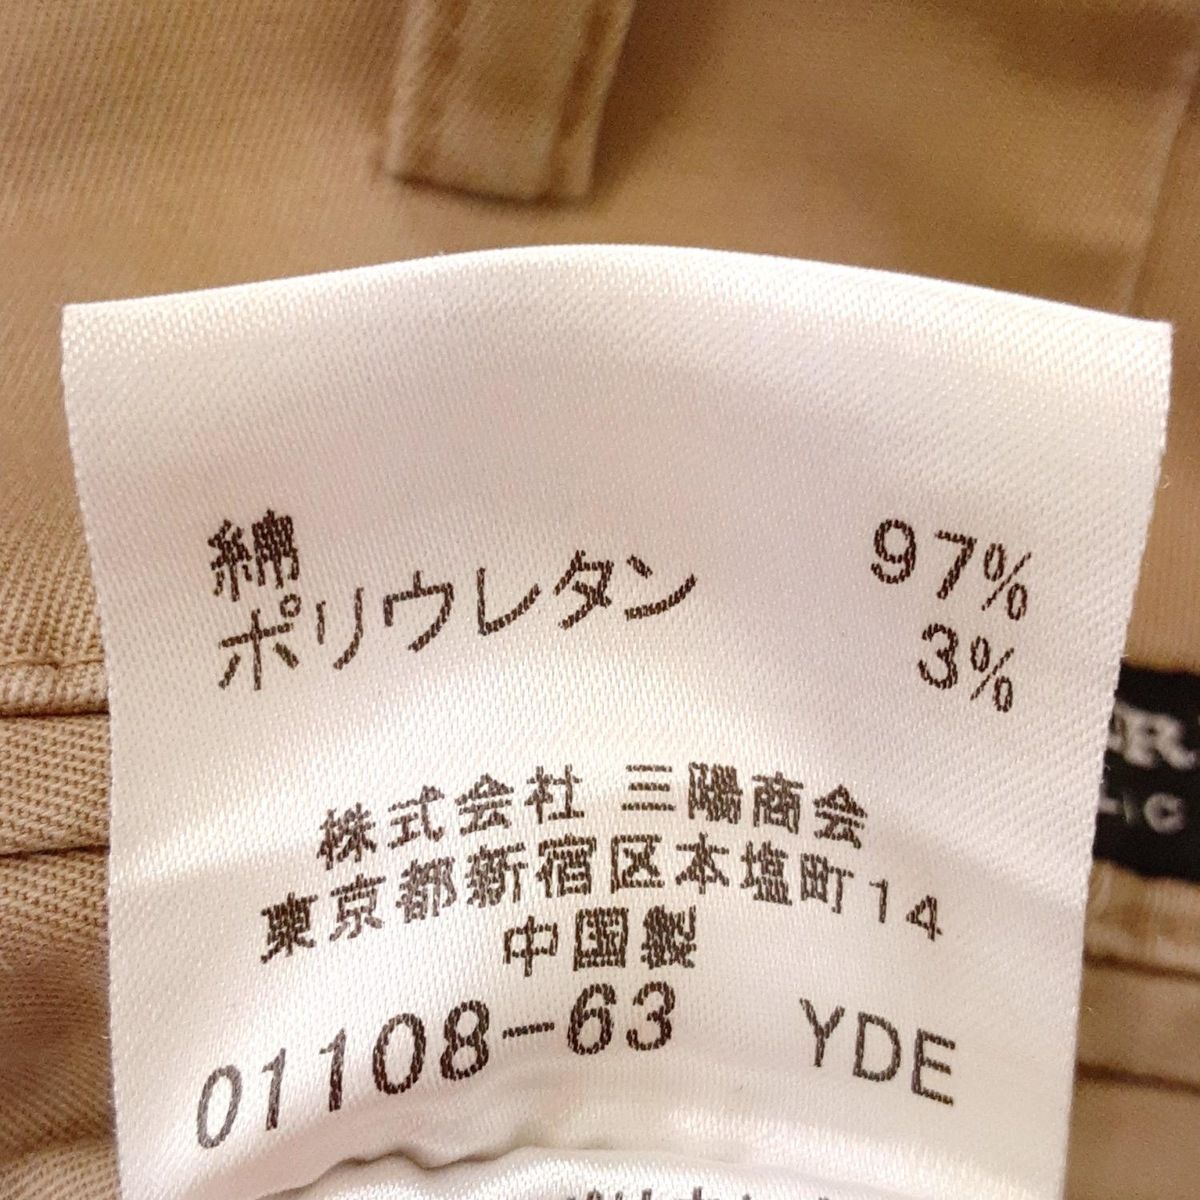 綿 97%
ポリウレタン 3%
株式会社 三陽商会
東京都新宿区本塩町14
中国製
01108-63 YDE